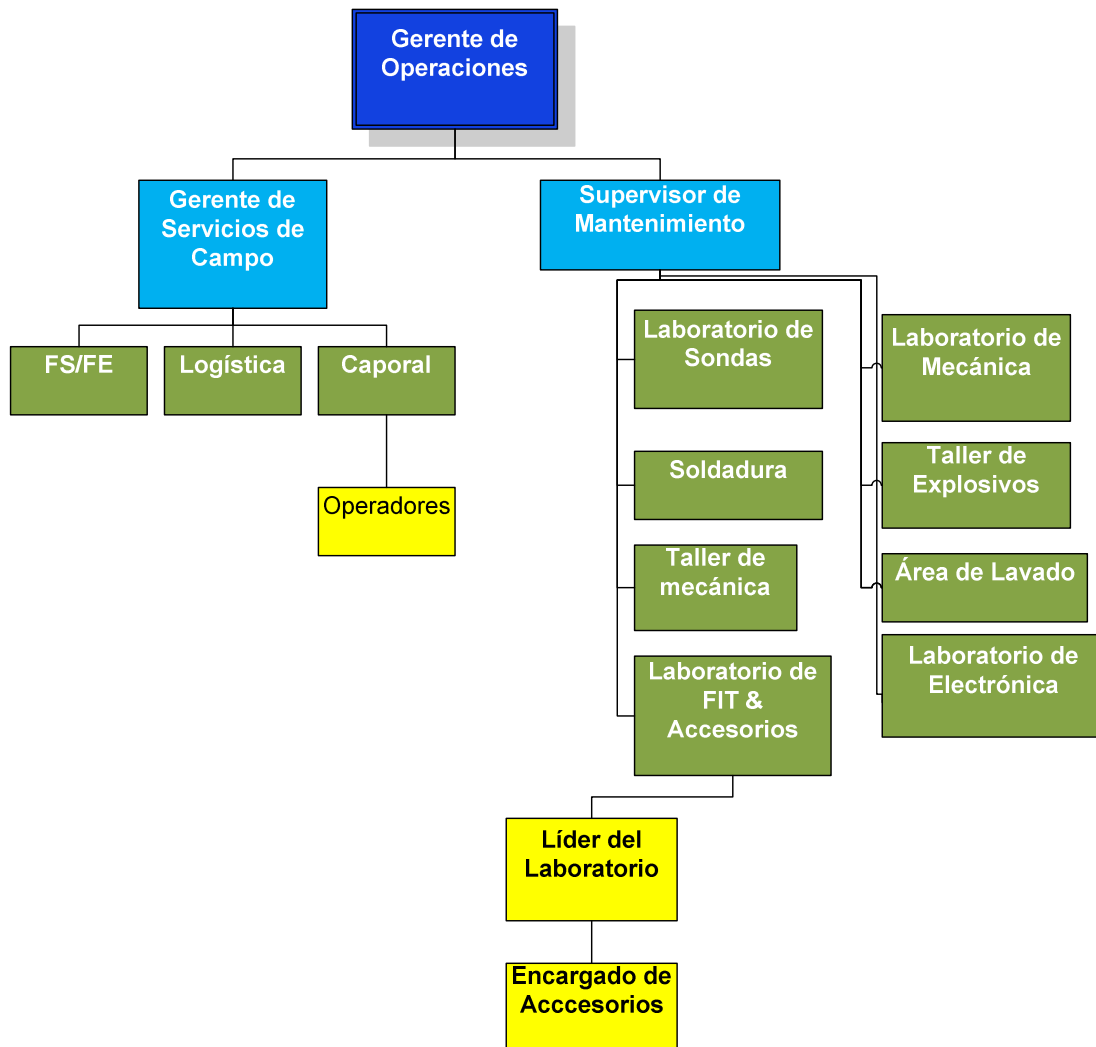 Gerente de
Operaciones
Gerente de
Servicios de
Campo
Supervisor de
Mantenimiento
FS/FE
Logística
Caporal
Operadores
Laboratorio de
Sondas
Laboratorio de
Mecánica
Soldadura
Taller de
Explosivos
Taller de
mecánica
Área de Lavado
Laboratorio de
FIT &
Accesorios
Laboratorio de
Electrónica
Líder del
Laboratorio
Encargado de
Acccesorios